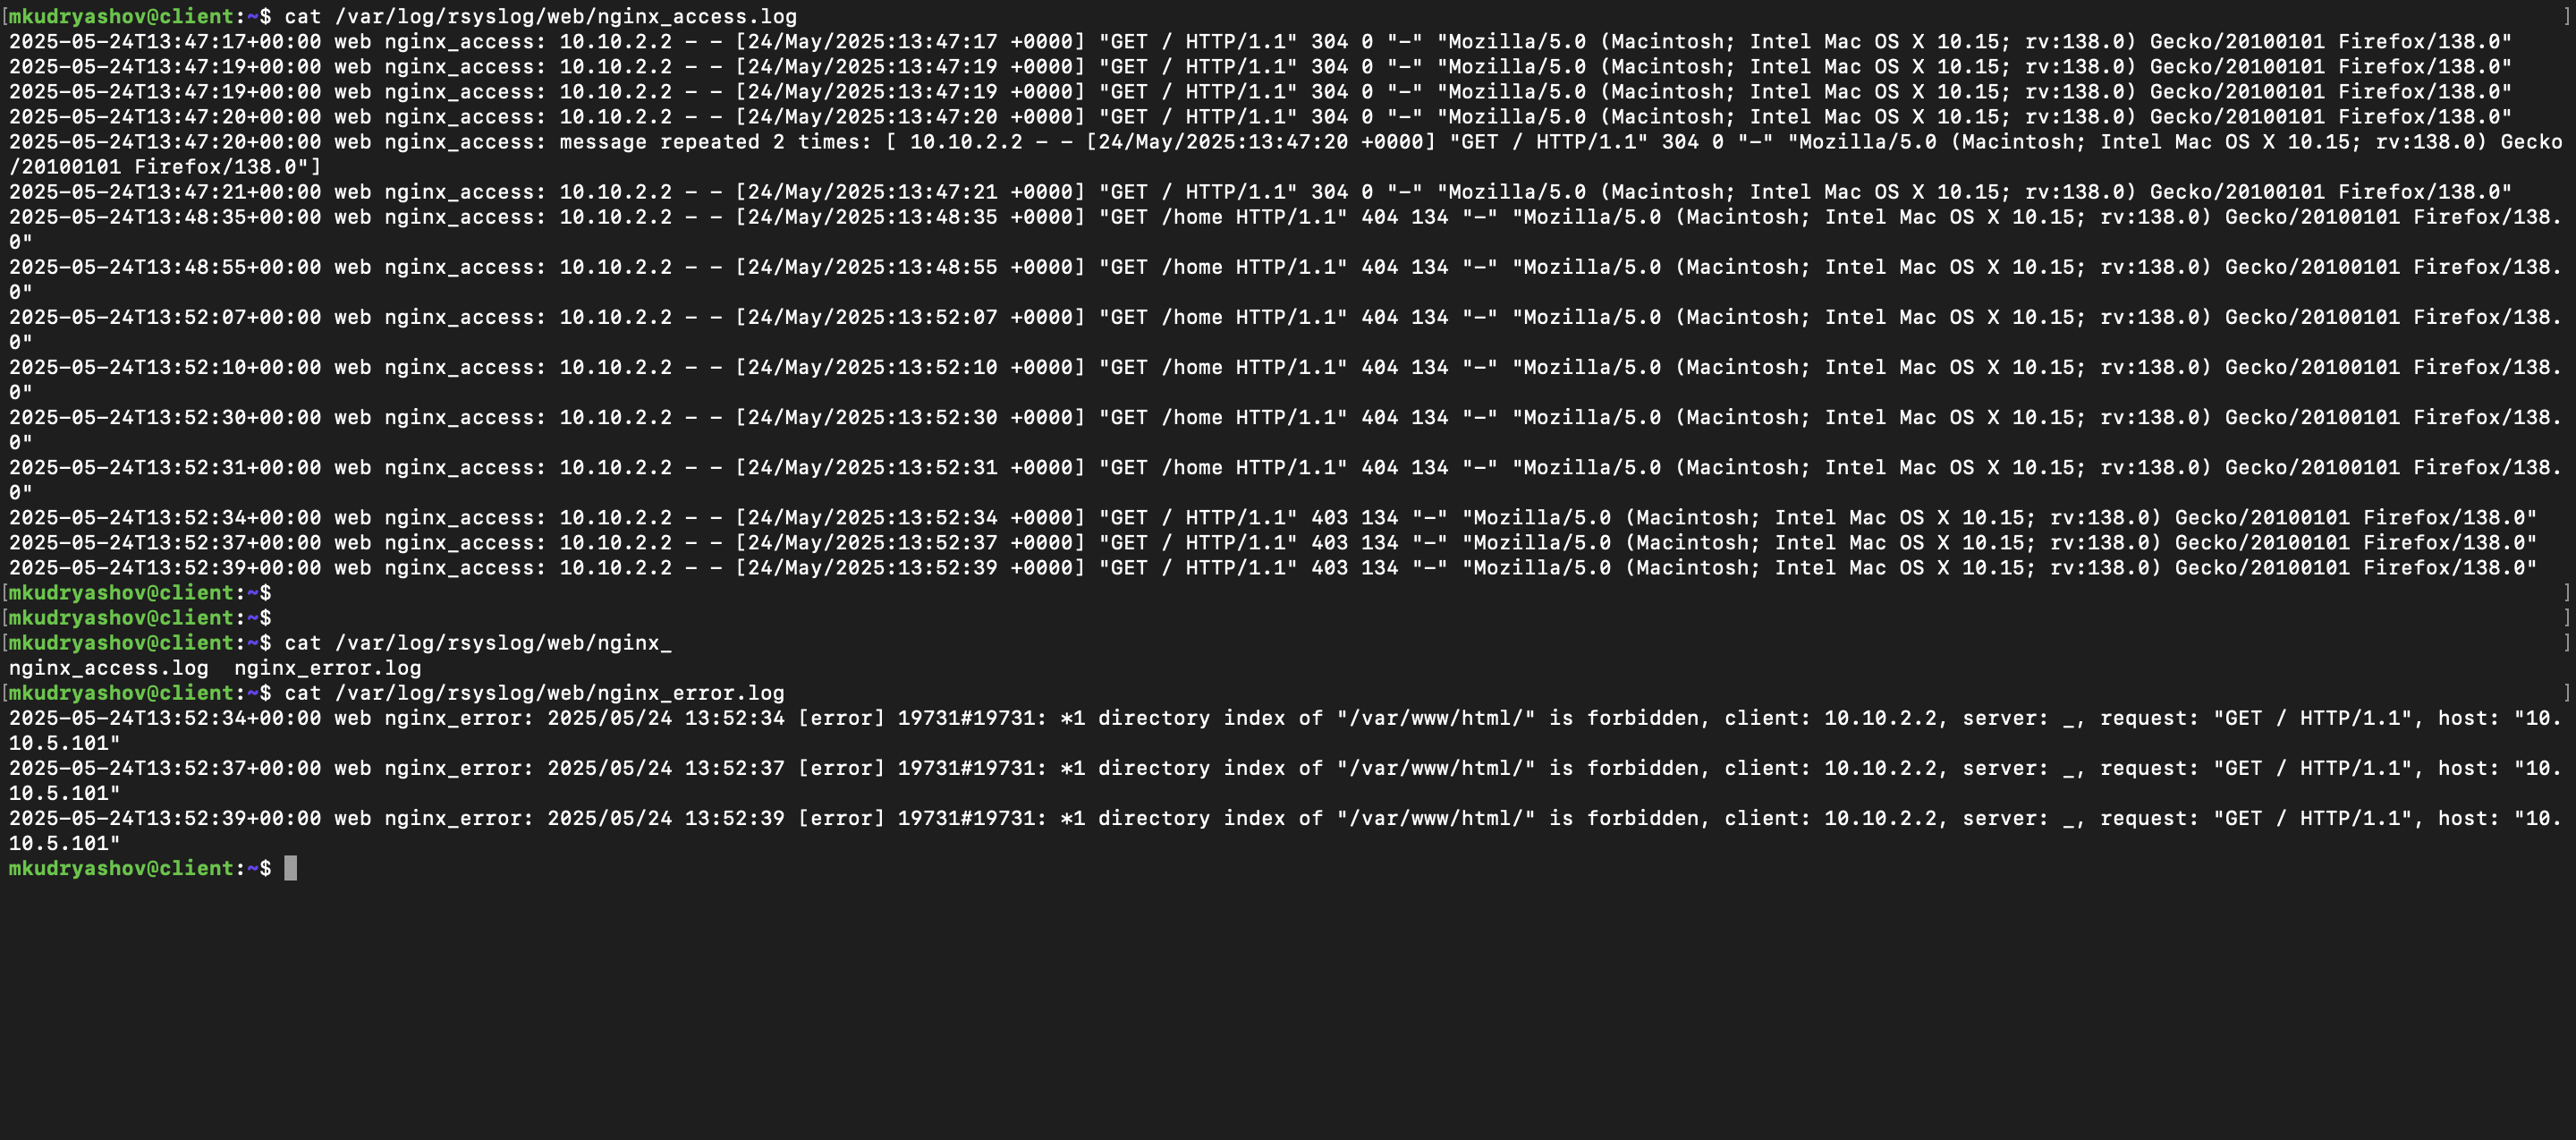 [mkudryashov@client:~$ cat /var/log/rsyslog/web/nginx_access.log ]
2025-05-24T13:47:17+00:00 web nginx_access: 10.10.2.2 - - [24/May/2025:13:47:17 +0000] "GET / HTTP/1.1" 304 0 "-" "Mozilla/5.0 (Macintosh; Intel Mac OS X 10.15; rv:138.0) Gecko/20100101 Firefox/138.0"
2025-05-24T13:47:19+00:00 web nginx_access: 10.10.2.2 - - [24/May/2025:13:47:19 +0000] "GET / HTTP/1.1" 304 0 "-" "Mozilla/5.0 (Macintosh; Intel Mac OS X 10.15; rv:138.0) Gecko/20100101 Firefox/138.0"
2025-05-24T13:47:19+00:00 web nginx_access: 10.10.2.2 - - [24/May/2025:13:47:19 +0000] "GET / HTTP/1.1" 304 0 "-" "Mozilla/5.0 (Macintosh; Intel Mac OS X 10.15; rv:138.0) Gecko/20100101 Firefox/138.0"
2025-05-24T13:47:20+00:00 web nginx_access: 10.10.2.2 - - [24/May/2025:13:47:20 +0000] "GET / HTTP/1.1" 304 0 "-" "Mozilla/5.0 (Macintosh; Intel Mac OS X 10.15; rv:138.0) Gecko/20100101 Firefox/138.0"
2025-05-24T13:47:20+00:00 web nginx_access: message repeated 2 times: [ 10.10.2.2 - - [24/May/2025:13:47:20 +0000] "GET / HTTP/1.1" 304 0 "-" "Mozilla/5.0 (Macintosh; Intel Mac OS X 10.15; rv:138.0) Gecko
/20100101 Firefox/138.0"]
2025-05-24T13:47:21+00:00 web nginx_access: 10.10.2.2 - - [24/May/2025:13:47:21 +0000] "GET / HTTP/1.1" 304 0 "-" "Mozilla/5.0 (Macintosh; Intel Mac OS X 10.15; rv:138.0) Gecko/20100101 Firefox/138.0"
2025-05-24T13:48:35+00:00 web nginx_access: 10.10.2.2 - - [24/May/2025:13:48:35 +0000] "GET /home HTTP/1.1" 404 134 "-" "Mozilla/5.0 (Macintosh; Intel Mac OS X 10.15; rv:138.0) Gecko/20100101 Firefox/138.
0"
2025-05-24T13:48:55+00:00 web nginx_access: 10.10.2.2 - - [24/May/2025:13:48:55 +0000] "GET /home HTTP/1.1" 404 134 "-" "Mozilla/5.0 (Macintosh; Intel Mac OS X 10.15; rv:138.0) Gecko/20100101 Firefox/138.
0"
2025-05-24T13:52:07+00:00 web nginx_access: 10.10.2.2 - - [24/May/2025:13:52:07 +0000] "GET /home HTTP/1.1" 404 134 "-" "Mozilla/5.0 (Macintosh; Intel Mac OS X 10.15; rv:138.0) Gecko/20100101 Firefox/138.
0"
2025-05-24T13:52:10+00:00 web nginx_access: 10.10.2.2 - - [24/May/2025:13:52:10 +0000] "GET /home HTTP/1.1" 404 134 "-" "Mozilla/5.0 (Macintosh; Intel Mac OS X 10.15; rv:138.0) Gecko/20100101 Firefox/138.
0"
2025-05-24T13:52:30+00:00 web nginx_access: 10.10.2.2 - - [24/May/2025:13:52:30 +0000] "GET /home HTTP/1.1" 404 134 "-" "Mozilla/5.0 (Macintosh; Intel Mac OS X 10.15; rv:138.0) Gecko/20100101 Firefox/138.
0"
2025-05-24T13:52:31+00:00 web nginx_access: 10.10.2.2 - - [24/May/2025:13:52:31 +0000] "GET /home HTTP/1.1" 404 134 "-" "Mozilla/5.0 (Macintosh; Intel Mac OS X 10.15; rv:138.0) Gecko/20100101 Firefox/138.
0"
2025-05-24T13:52:34+00:00 web nginx_access: 10.10.2.2 - - [24/May/2025:13:52:34 +0000] "GET / HTTP/1.1" 403 134 "-" "Mozilla/5.0 (Macintosh; Intel Mac OS X 10.15; rv:138.0) Gecko/20100101 Firefox/138.0"
2025-05-24T13:52:37+00:00 web nginx_access: 10.10.2.2 - - [24/May/2025:13:52:37 +0000] "GET / HTTP/1.1" 403 134 "-" "Mozilla/5.0 (Macintosh; Intel Mac OS X 10.15; rv:138.0) Gecko/20100101 Firefox/138.0"
2025-05-24T13:52:39+00:00 web nginx_access: 10.10.2.2 - - [24/May/2025:13:52:39 +0000] "GET / HTTP/1.1" 403 134 "-" "Mozilla/5.0 (Macintosh; Intel Mac OS X 10.15; rv:138.0) Gecko/20100101 Firefox/138.0"
[mkudryashov@client:~$ ]
[mkudryashov@client:~$ ]
[mkudryashov@client:~$ cat /var/log/rsyslog/web/nginx_ ]
nginx_access.log  nginx_error.log
[mkudryashov@client:~$ cat /var/log/rsyslog/web/nginx_error.log ]
2025-05-24T13:52:34+00:00 web nginx_error: 2025/05/24 13:52:34 [error] 19731#19731: *1 directory index of "/var/www/html/" is forbidden, client: 10.10.2.2, server: _, request: "GET / HTTP/1.1", host: "10.
10.5.101"
2025-05-24T13:52:37+00:00 web nginx_error: 2025/05/24 13:52:37 [error] 19731#19731: *1 directory index of "/var/www/html/" is forbidden, client: 10.10.2.2, server: _, request: "GET / HTTP/1.1", host: "10.
10.5.101"
2025-05-24T13:52:39+00:00 web nginx_error: 2025/05/24 13:52:39 [error] 19731#19731: *1 directory index of "/var/www/html/" is forbidden, client: 10.10.2.2, server: _, request: "GET / HTTP/1.1", host: "10.
10.5.101"
mkudryashov@client:~$